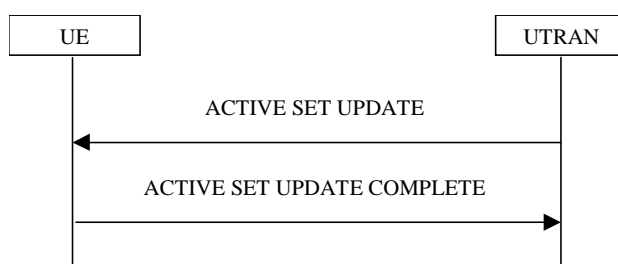 UE
UTRAN
ACTIVE SET UPDATE
ACTIVE SET UPDATE COMPLETE